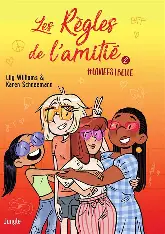 Les Règles
de l'amitié 2
Lily Williams &
Karen Schneemann
Jungle